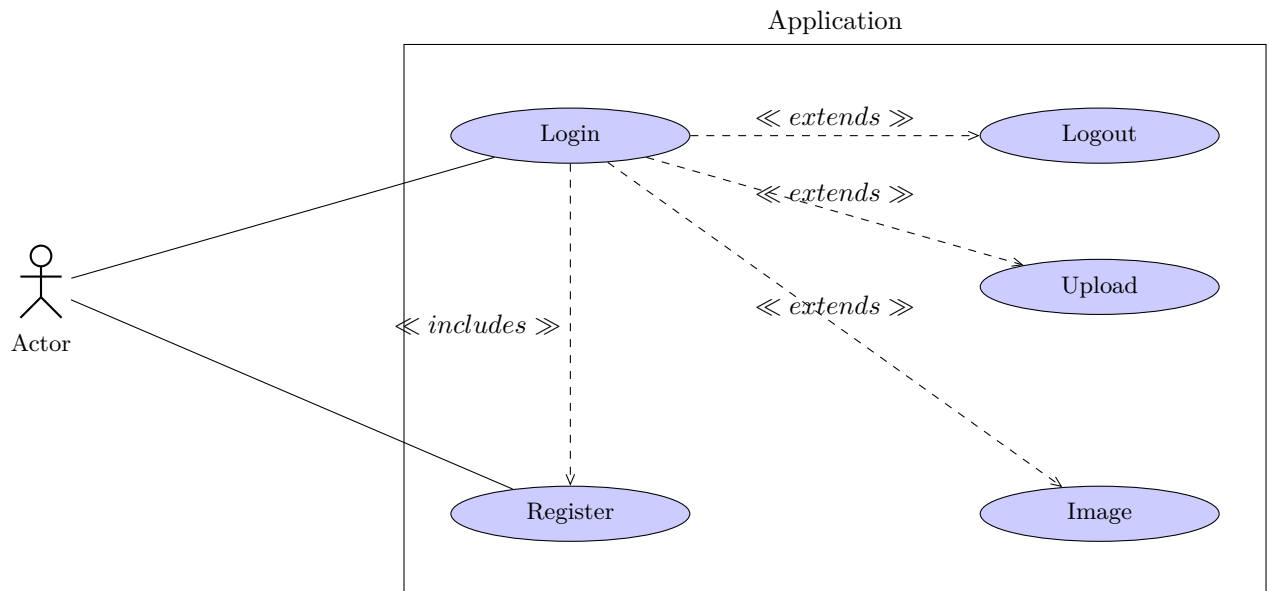 Application
Login
≪ extends ≫
Logout
≪ extends ≫
Upload
≪ extends ≫
≪ includes ≫
Actor
Register
Image